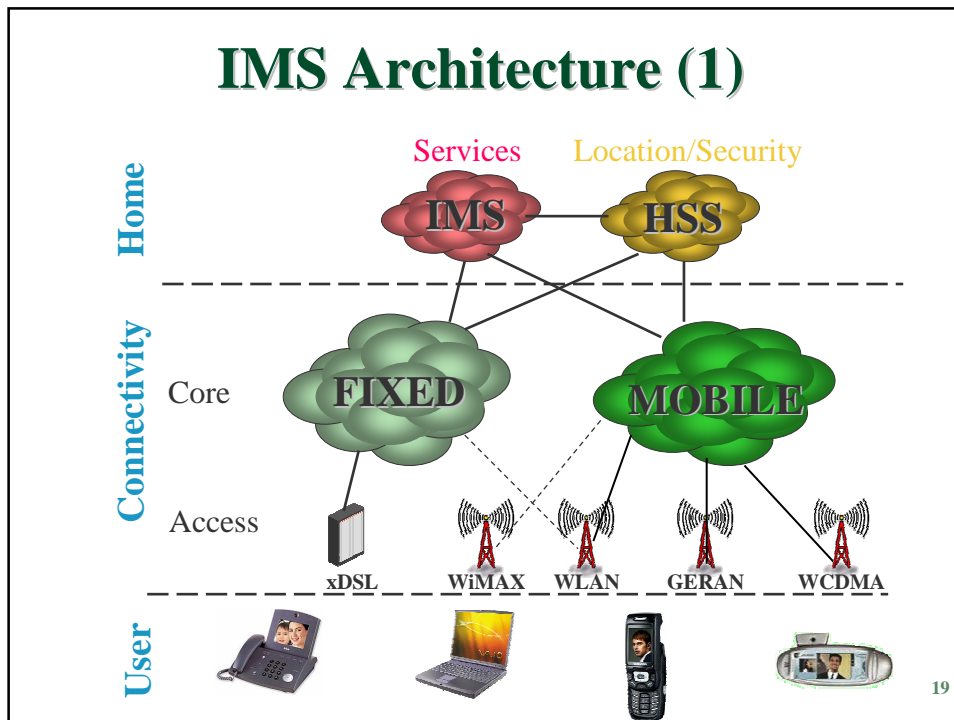 IMS Architecture (1)
Services Location/Security
Home
IMS HSS
Connectivity
Core
FIXED MOBILE
Access
xDSL WiMAX WLAN GERAN WCDMA
User
19